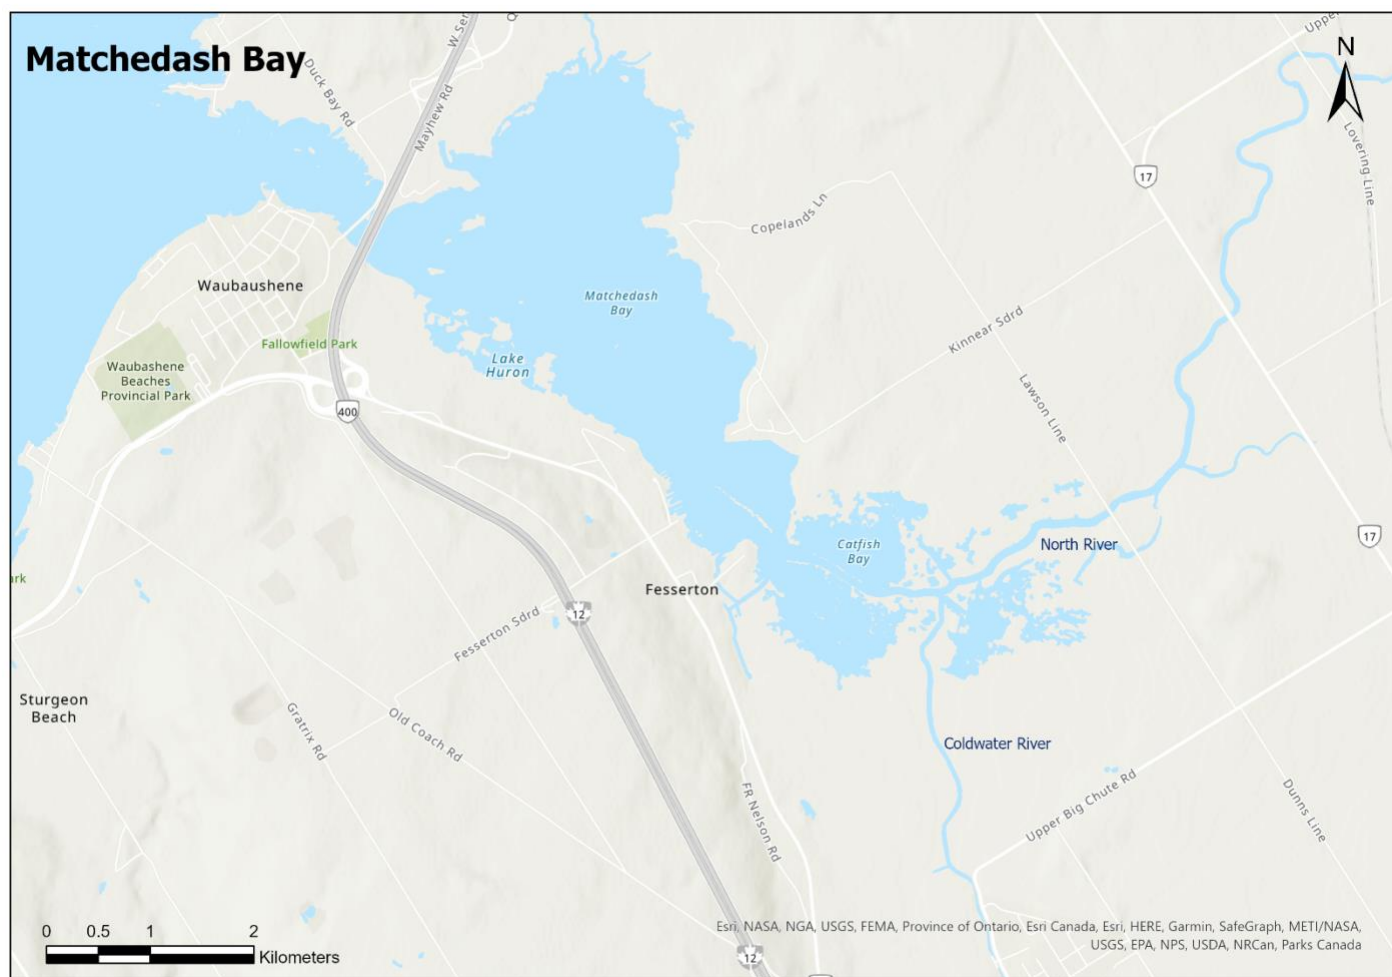 Matchedash Bay
N
Duck Bay Rd
Mayhew Rd
W Ser
Q
Upper
Lovering Line
17
Copelands Ln
Waubaushene
Matchedash
Bay
Kinnear Sdrd
Fallowfield Park
Lake
Huron
Waubashene
Beaches
Provincial Park
400
Lawson Line
17
Catfish
Bay
North River
ark
Fesserton
12
Fesserton Sdrd
Sturgeon
Beach
Gratrix Rd
Old Coach Rd
Coldwater River
FR Nelson Rd
Upper Big Chute Rd
Dunns Line
0 0.5 1 2
Kilometers
12
Esri, NASA, NGA, USGS, FEMA, Province of Ontario, Esri Canada, Esri, HERE, Garmin, SafeGraph, METI/NASA,
USGS, EPA, NPS, USDA, NRCan, Parks Canada